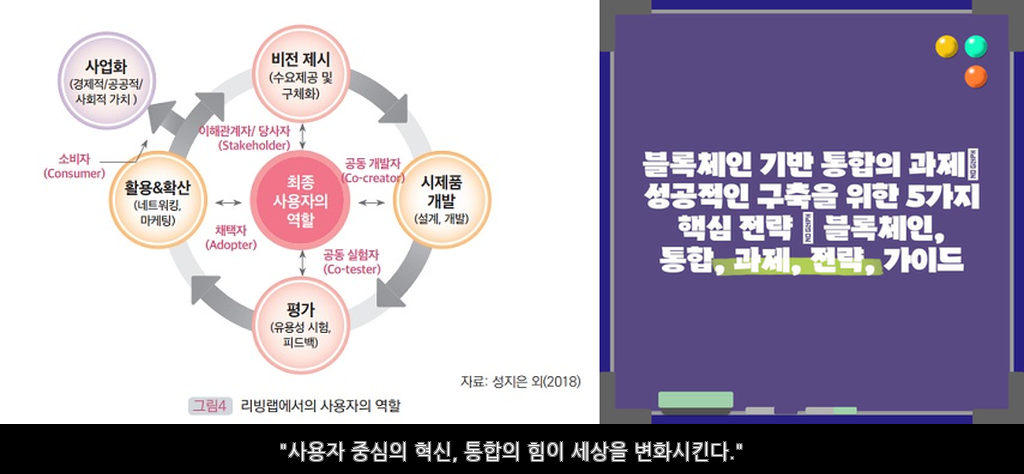 사업화
(경제적/공공적/
사회적 가치 )
비전 제시
(수요제공 및
구체화)
이해관계자/ 당사자
(Stakeholder)
소비자
(Consumer)
공동 개발자
(Co-creator)
활용&확산
(네트워킹,
마케팅)
최종
사용자의
역할
시제품
개발
(설계, 개발)
채택자
(Adopter)
공동 실험자
(Co-tester)
평가
(유용성 시험,
피드백)
자료: 성지은 외(2018)
그림4 리빙랩에서의 사용자의 역할
블록체인 기반 통합의 과제
성공적인 구축을 위한 5가지
핵심 전략 | 블록체인,
통합, 과제, 전략, 가이드
"사용자 중심의 혁신, 통합의 힘이 세상을 변화시킨다."